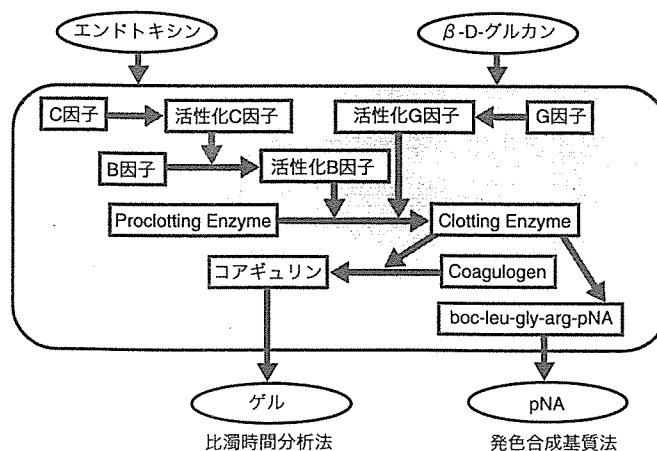 エンドトキシン
β-D-グルカン
C因子
活性化C因子
活性化G因子
G因子
B因子
活性化B因子
Proclotting Enzyme
Clotting Enzyme
コアギュリン
Coagulogen
boc-leu-gly-arg-pNA
ゲル
pNA
比濁時間分析法
発色合成基質法